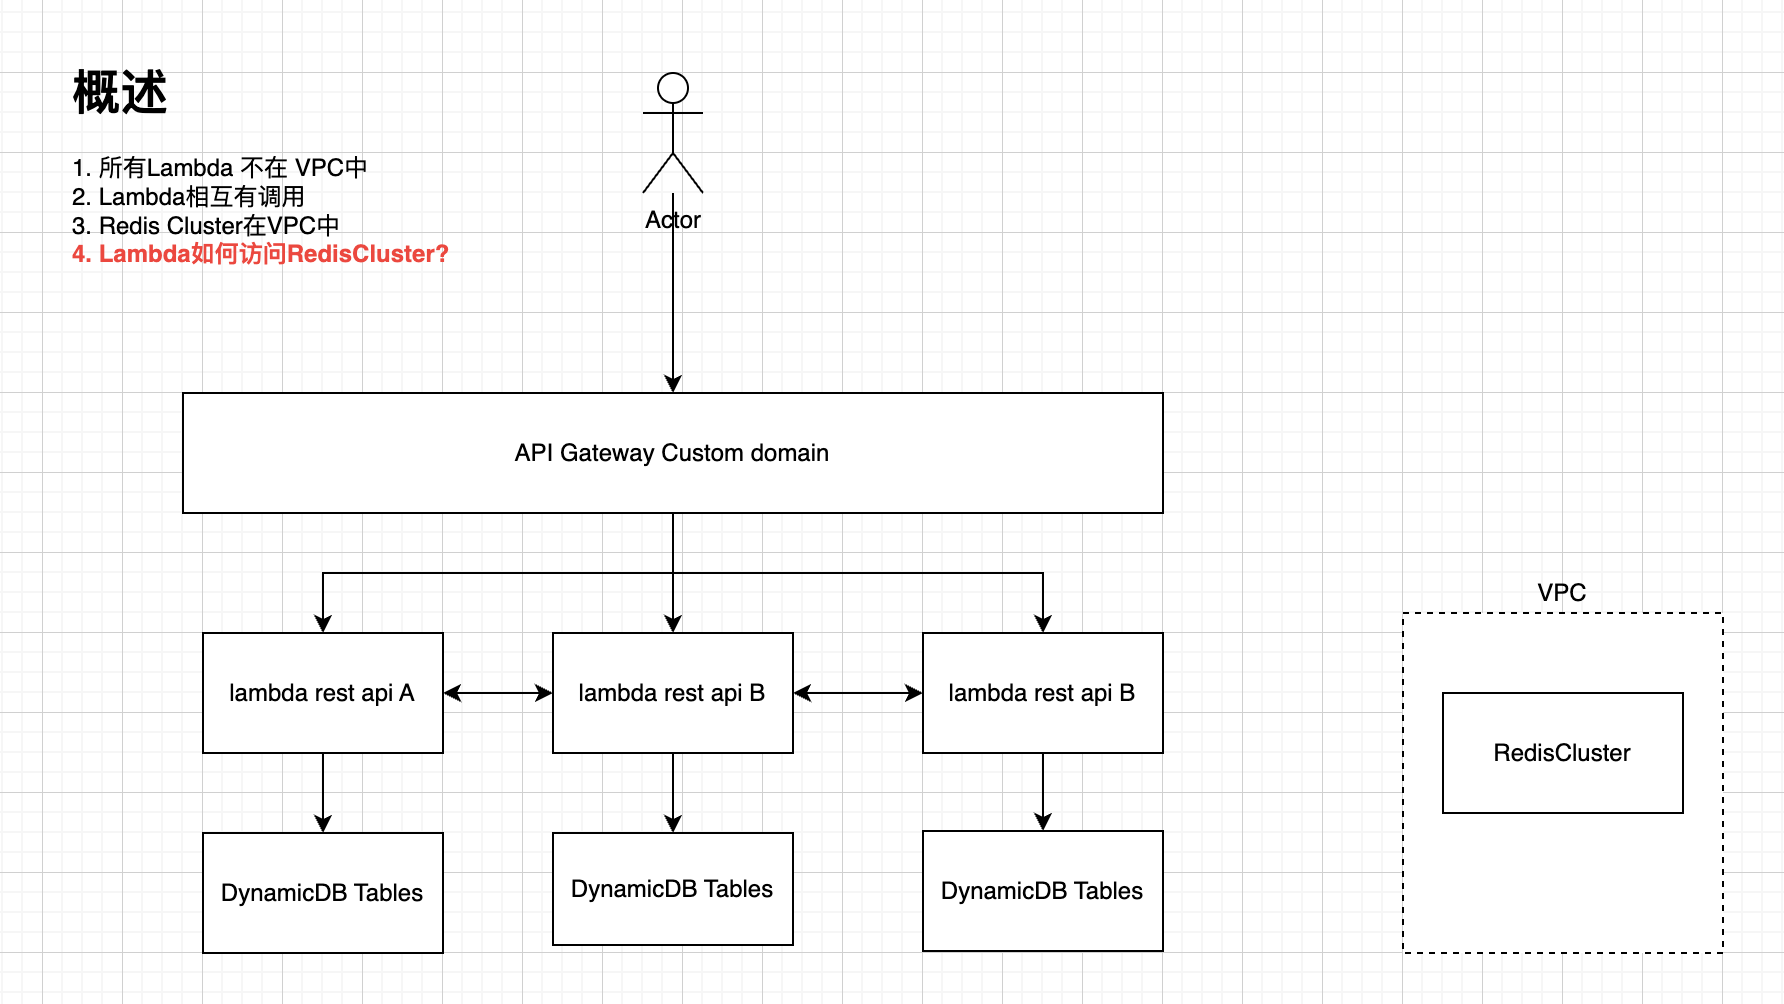 概述
1. 所有Lambda 不在 VPC中
2. Lambda相互有调用
3. Redis Cluster在VPC中
4. Lambda如何访问RedisCluster?
Actor
API Gateway Custom domain
VPC
lambda rest api A
lambda rest api B
lambda rest api B
RedisCluster
DynamicDB Tables
DynamicDB Tables
DynamicDB Tables